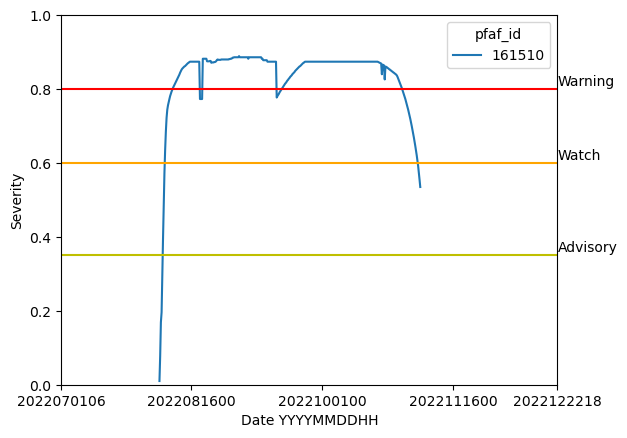 pfaf_id
161510
1.0
0.8
0.6
0.4
0.2
0.0
Severity
Warning
Watch
Advisory
2022070106 2022081600 2022100100 2022111600 2022122218
Date YYYYMMDDHH